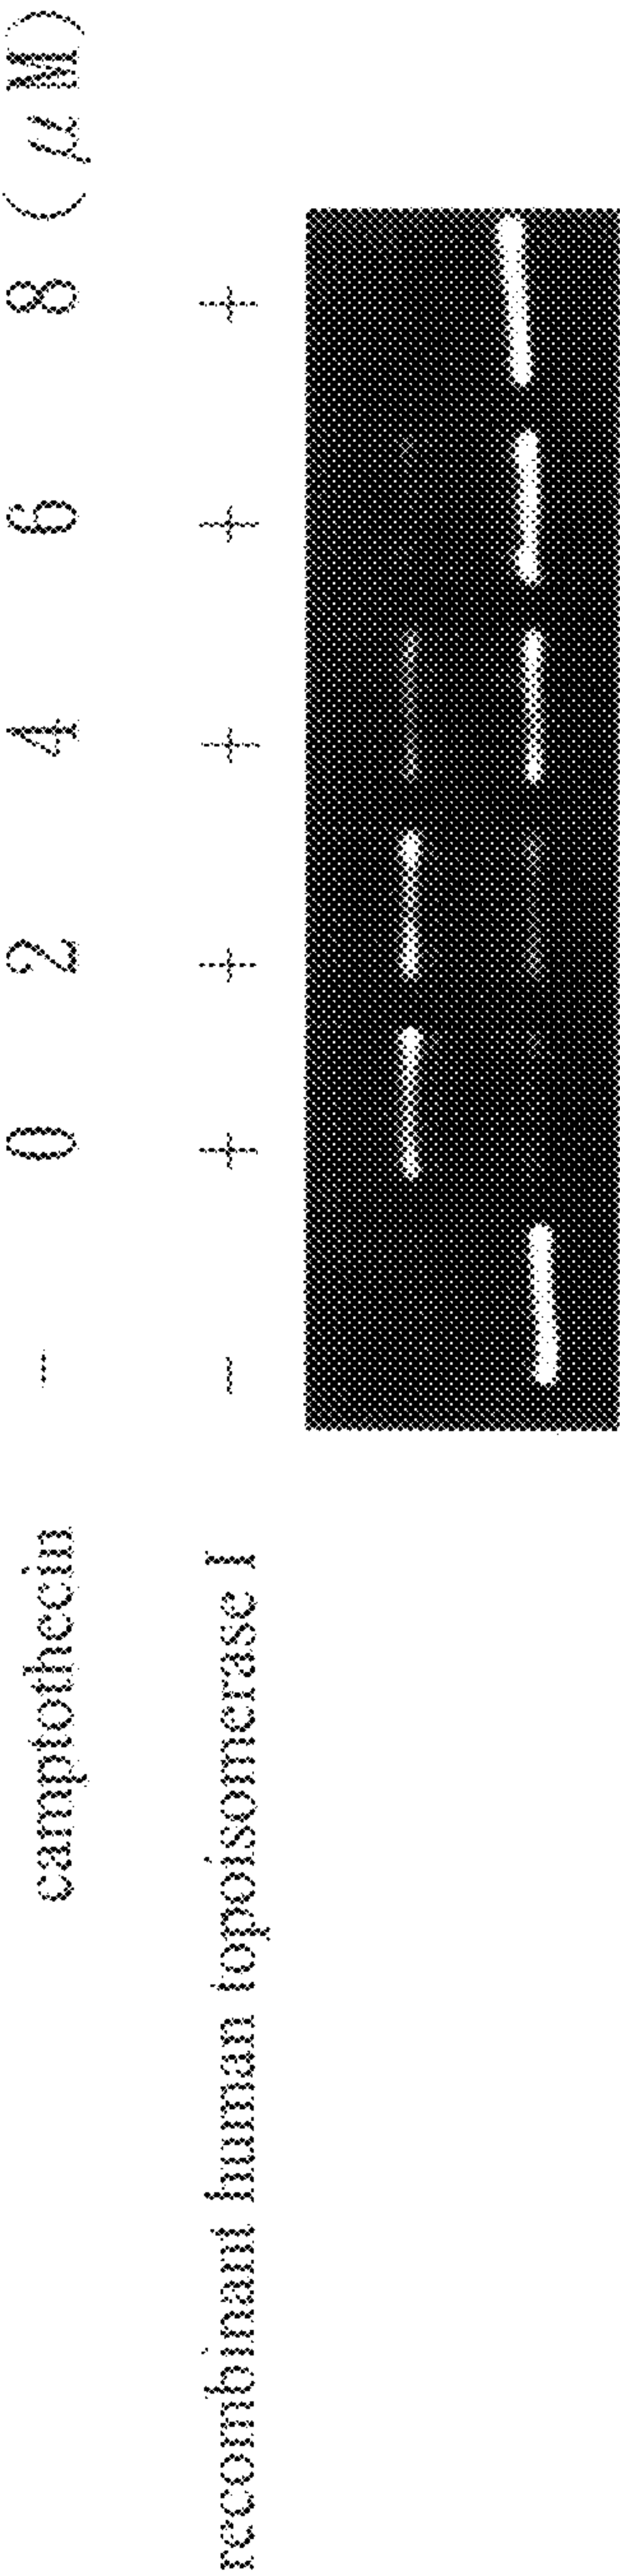 camptothecin - 0 2 4 6 8 (μM)
recombinant human topoisomerase I - + + + + +